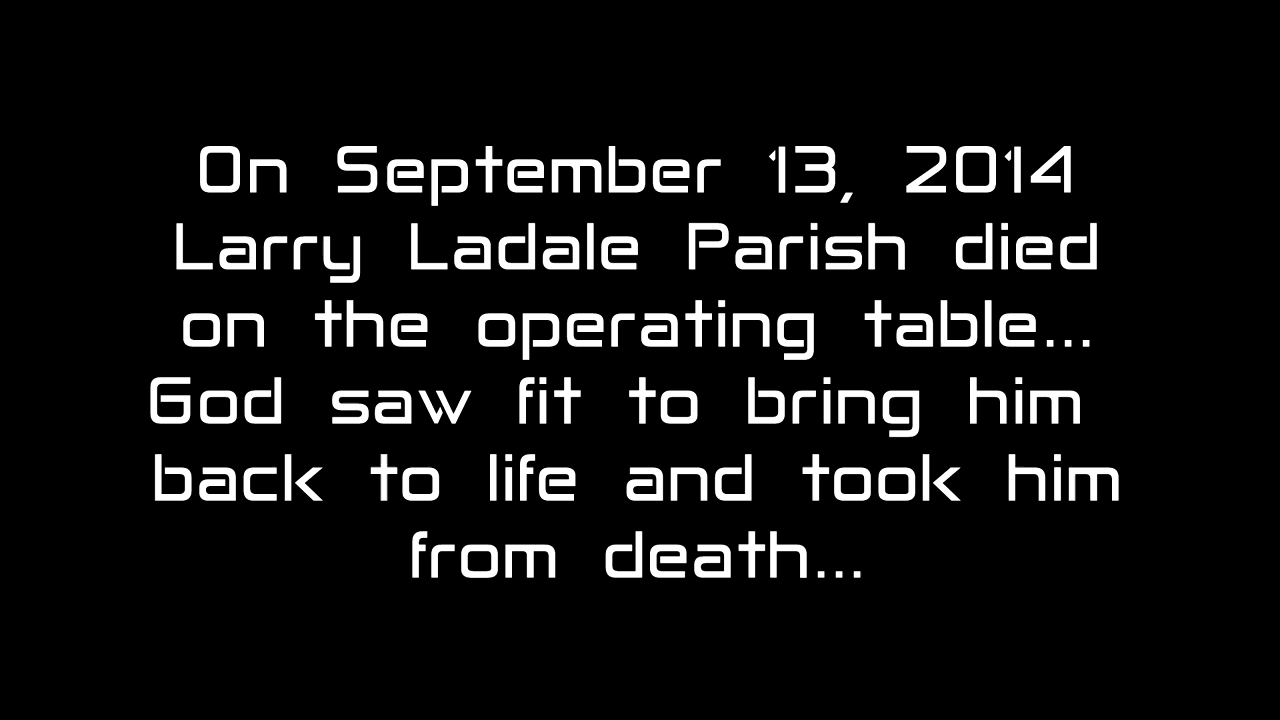 On September 13, 2014
Larry Ladale Parish died
on the operating table...
God saw fit to bring him
back to life and took him
from death...